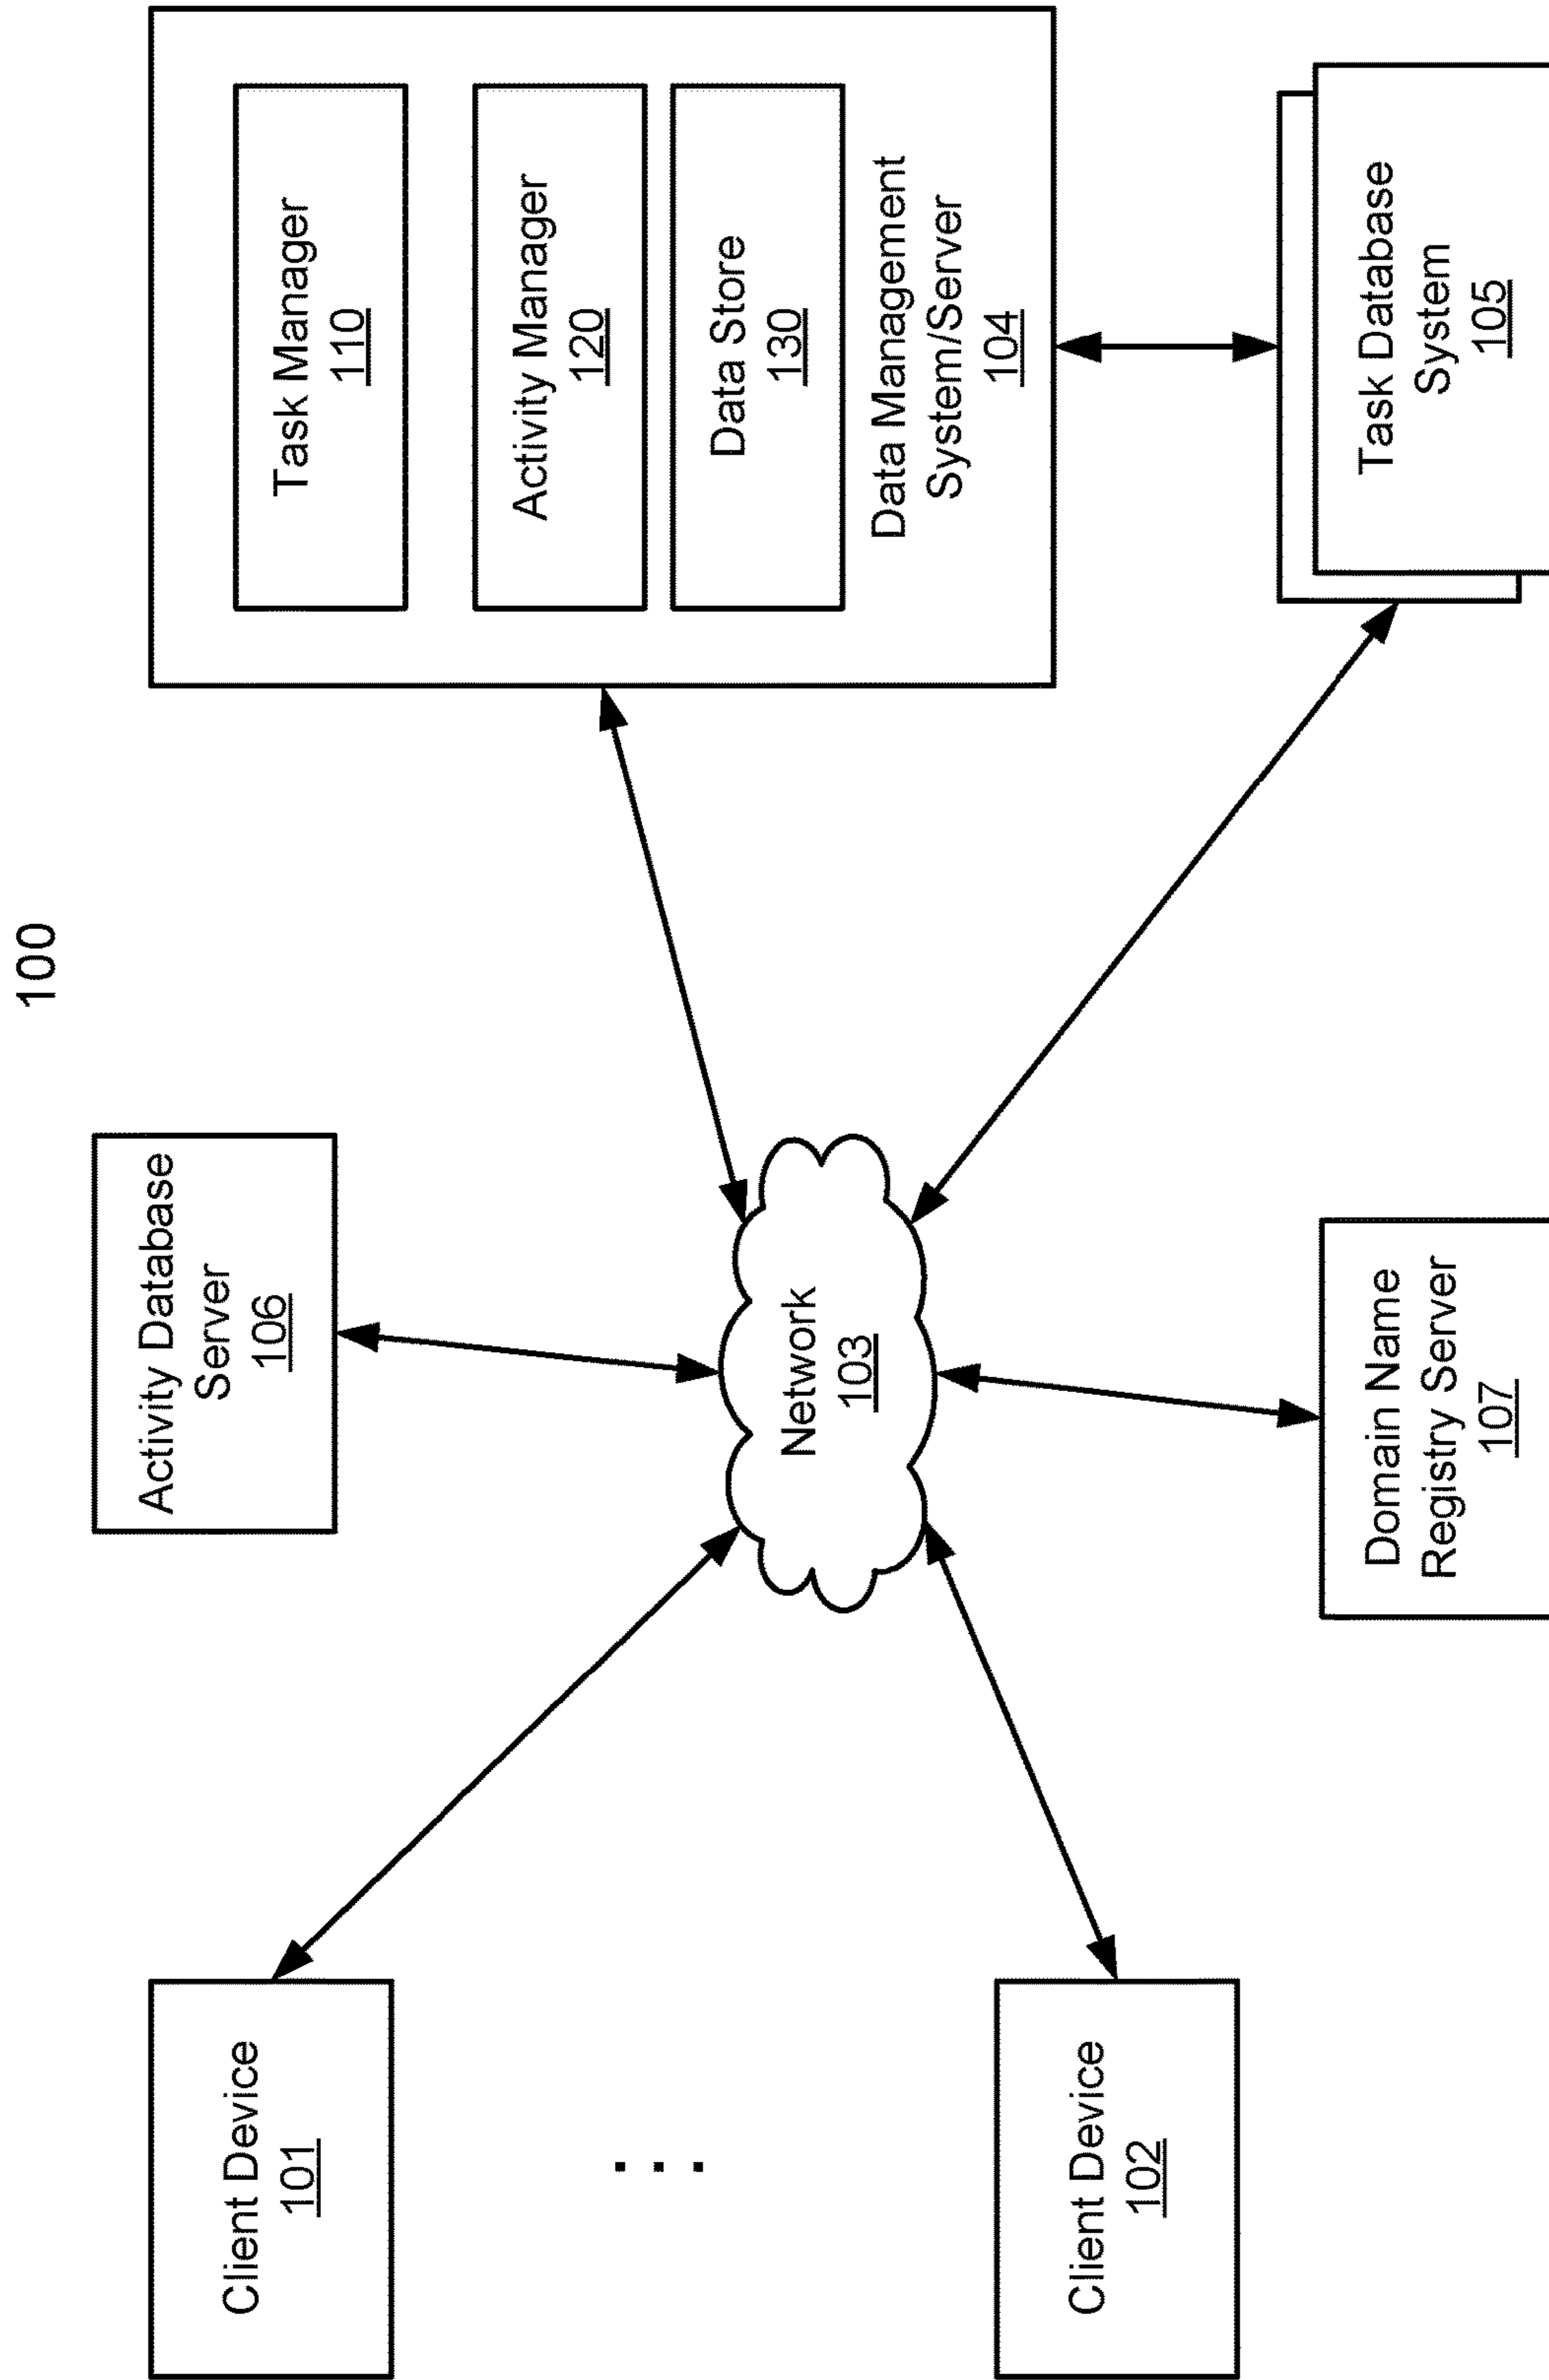 100
Client Device
101
. . .
Client Device
102
Activity Database
Server
106
Network
103
Domain Name
Registry Server
107
Task Manager
110
Activity Manager
120
Data Store
130
Data Management
System/Server
104
Task Database
System
105